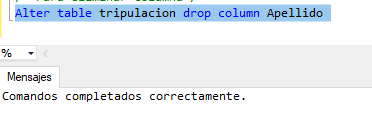 Alter table tripulacion drop column Apellido
%
Mensajes
Comandos completados correctamente.